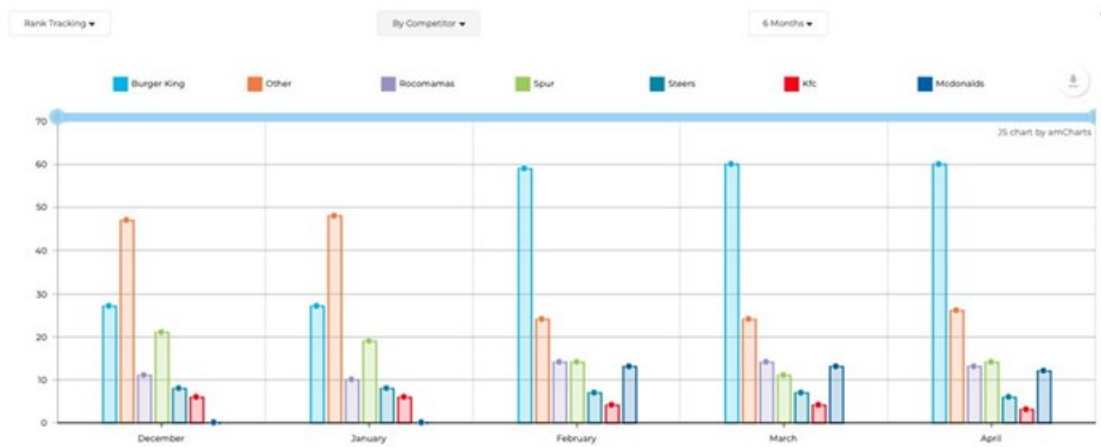 Rank Tracking ▾
By Competitor ▾
6 Months ▾
Burger King
Other
Rocomamas
Spur
Steers
Kfc
Mcdonalds
JS chart by amCharts
70
60
50
40
30
20
10
0
December
January
February
March
April